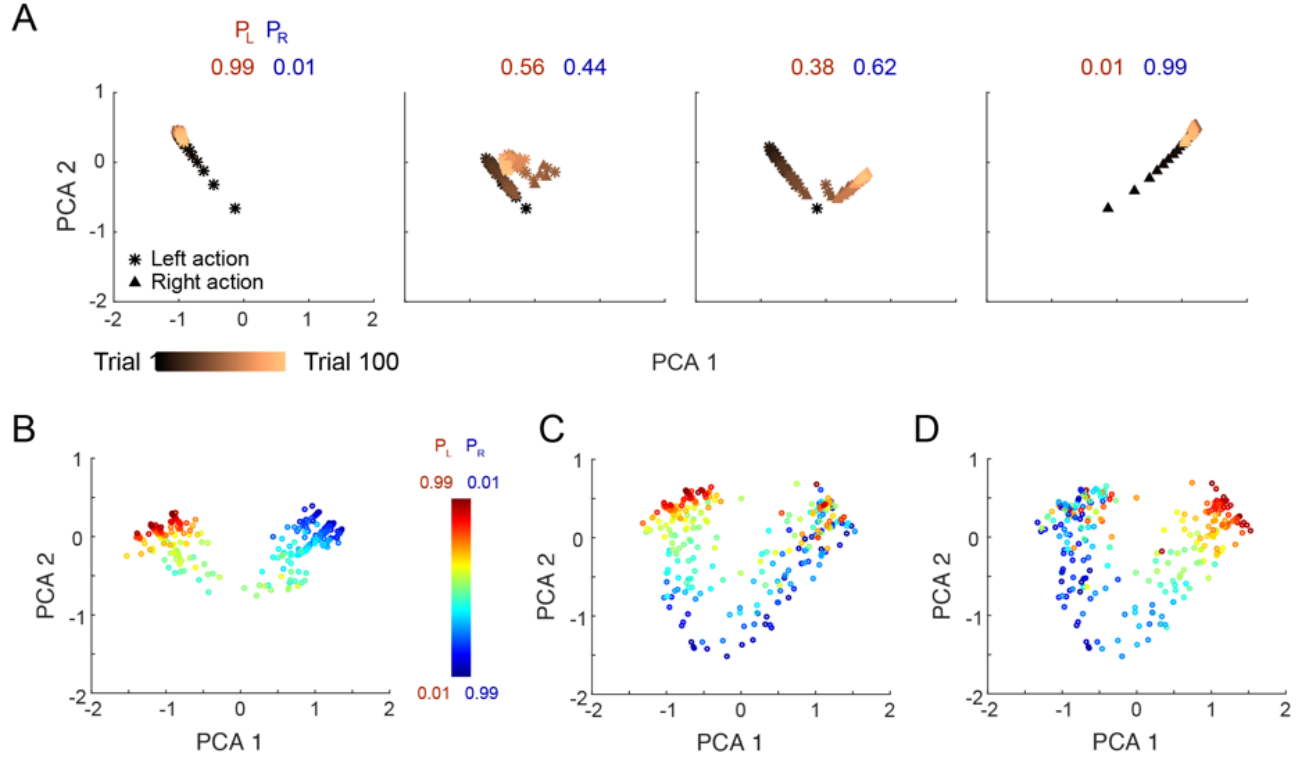 A
P_L P_R
0.99 0.01
0.56 0.44
0.38 0.62
0.01 0.99
1
0
-1
-2
PCA 2
Left action
Right action
-2 -1 0 1 2
Trial 1
Trial 100
PCA 1
B
1
0
-1
-2
PCA 2
-2 -1 0 1 2
PCA 1
P_L P_R
0.99 0.01
0.01 0.99
C
1
0
-1
-2
PCA 2
-2 -1 0 1 2
PCA 1
D
1
0
-1
-2
PCA 2
-2 -1 0 1 2
PCA 1